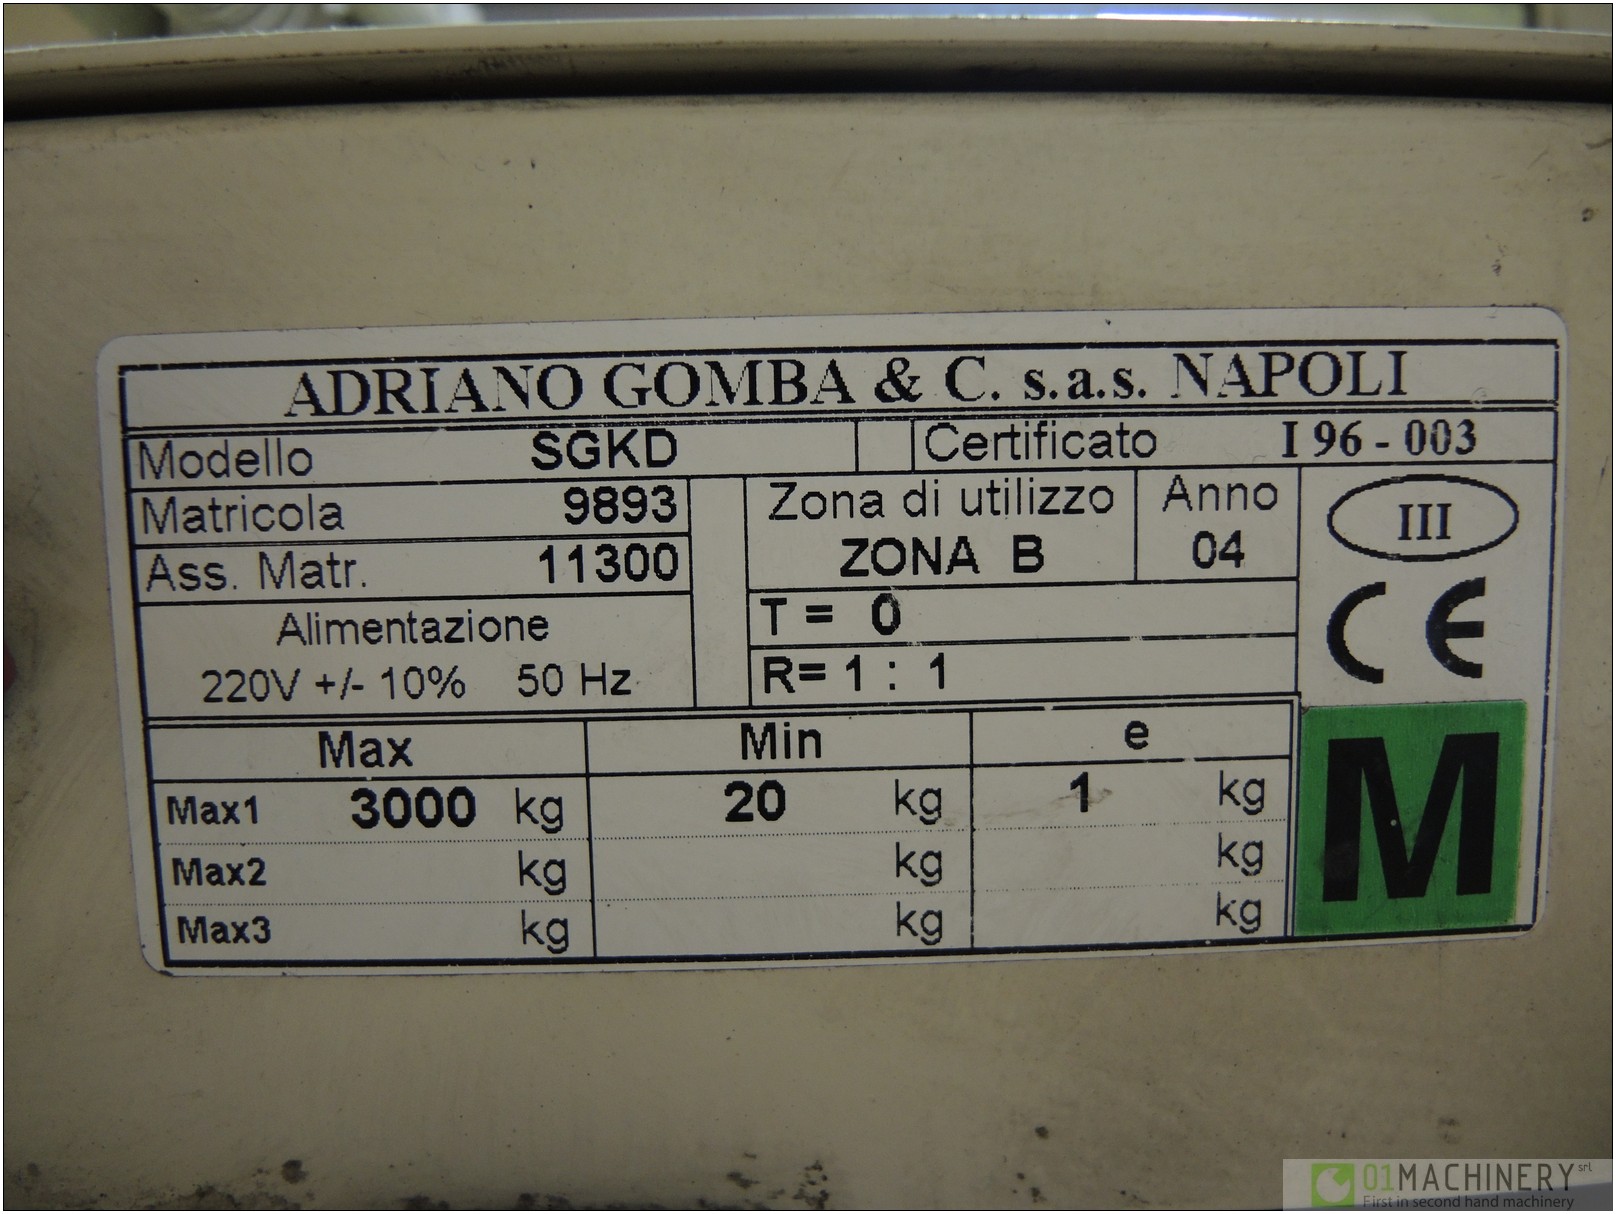 ADRIANO GOMBA & C. s.a.s. NAPOLI
Modello SGKD Certificato I 96 - 003
Matricola 9893
Ass. Matr. 11300
Zona di utilizzo
ZONA B
Anno
04
III
CE
Alimentazione
220V +/- 10% 50 Hz
T = 0
R= 1 : 1
Max Min e
Max1 3000 kg 20 kg 1 kg
Max2 kg kg kg
Max3 kg kg kg
M
01MACHINERY srl
First in second hand machinery